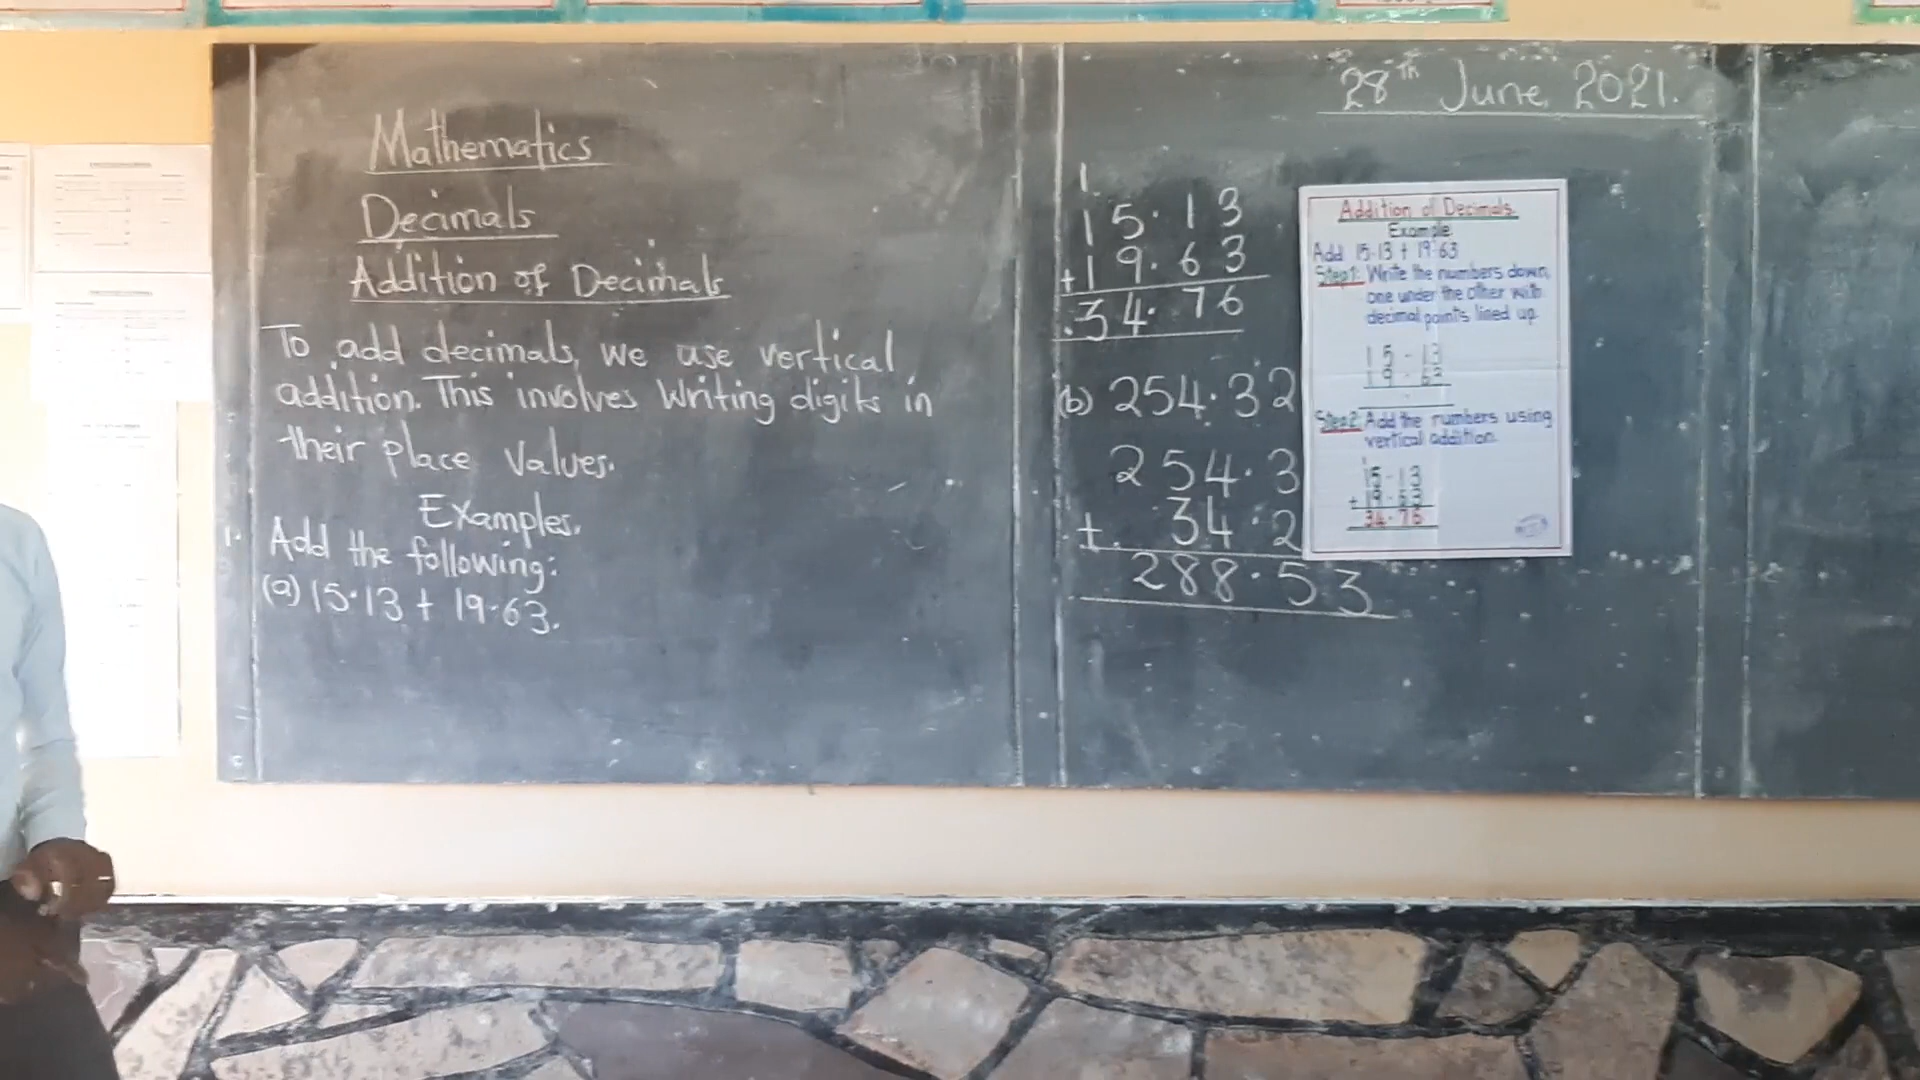 Mathematics
Decimals
Addition of Decimals
To add decimals, we use vertical
addition. This involves Writing digits in
their place Values.
Examples.
1. Add the following:
(a) 15.13 + 19.63.
28th June, 2021.
1
15.13
+19.63
34.76
(b) 254.32
254.3
+ 34.2
288.53
Addition of Decimals.
Example
Add 15.13 + 19.63
Step1: Write the numbers down,
one under the other with
decimal points lined up.
15.13
19.63
Step2: Add the numbers using
vertical addition.
1
15.13
+19.63
34.76